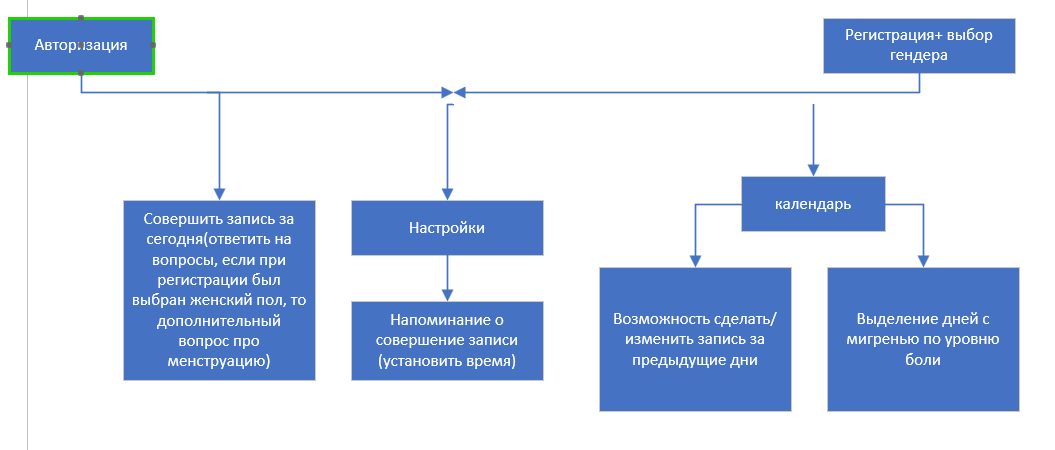 Авторизация
Регистрация+ выбор
гендера
Совершить запись за
сегодня(ответить на
вопросы, если при
регистрации был
выбран женский пол, то
дополнительный
вопрос про
менструацию)
Настройки
Напоминание о
совершение записи
(установить время)
календарь
Возможность сделать/
изменить запись за
предыдущие дни
Выделение дней с
мигренью по уровню
боли